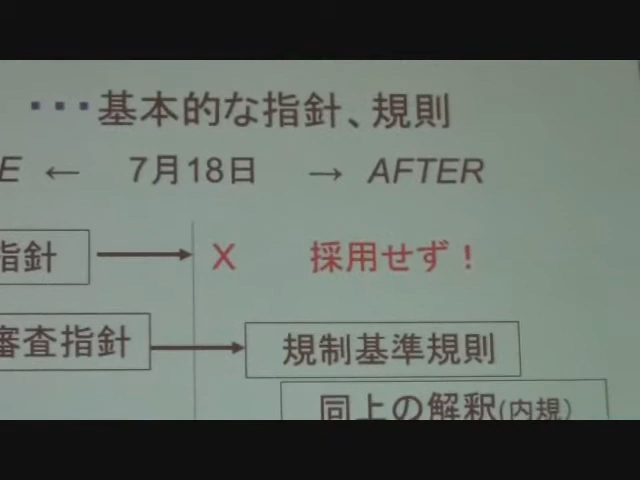 ･･･基本的な指針、規則
E ← 7月18日 → AFTER
指針 → X 採用せず！
審査指針 → 規制基準規則
同上の解釈(内規)